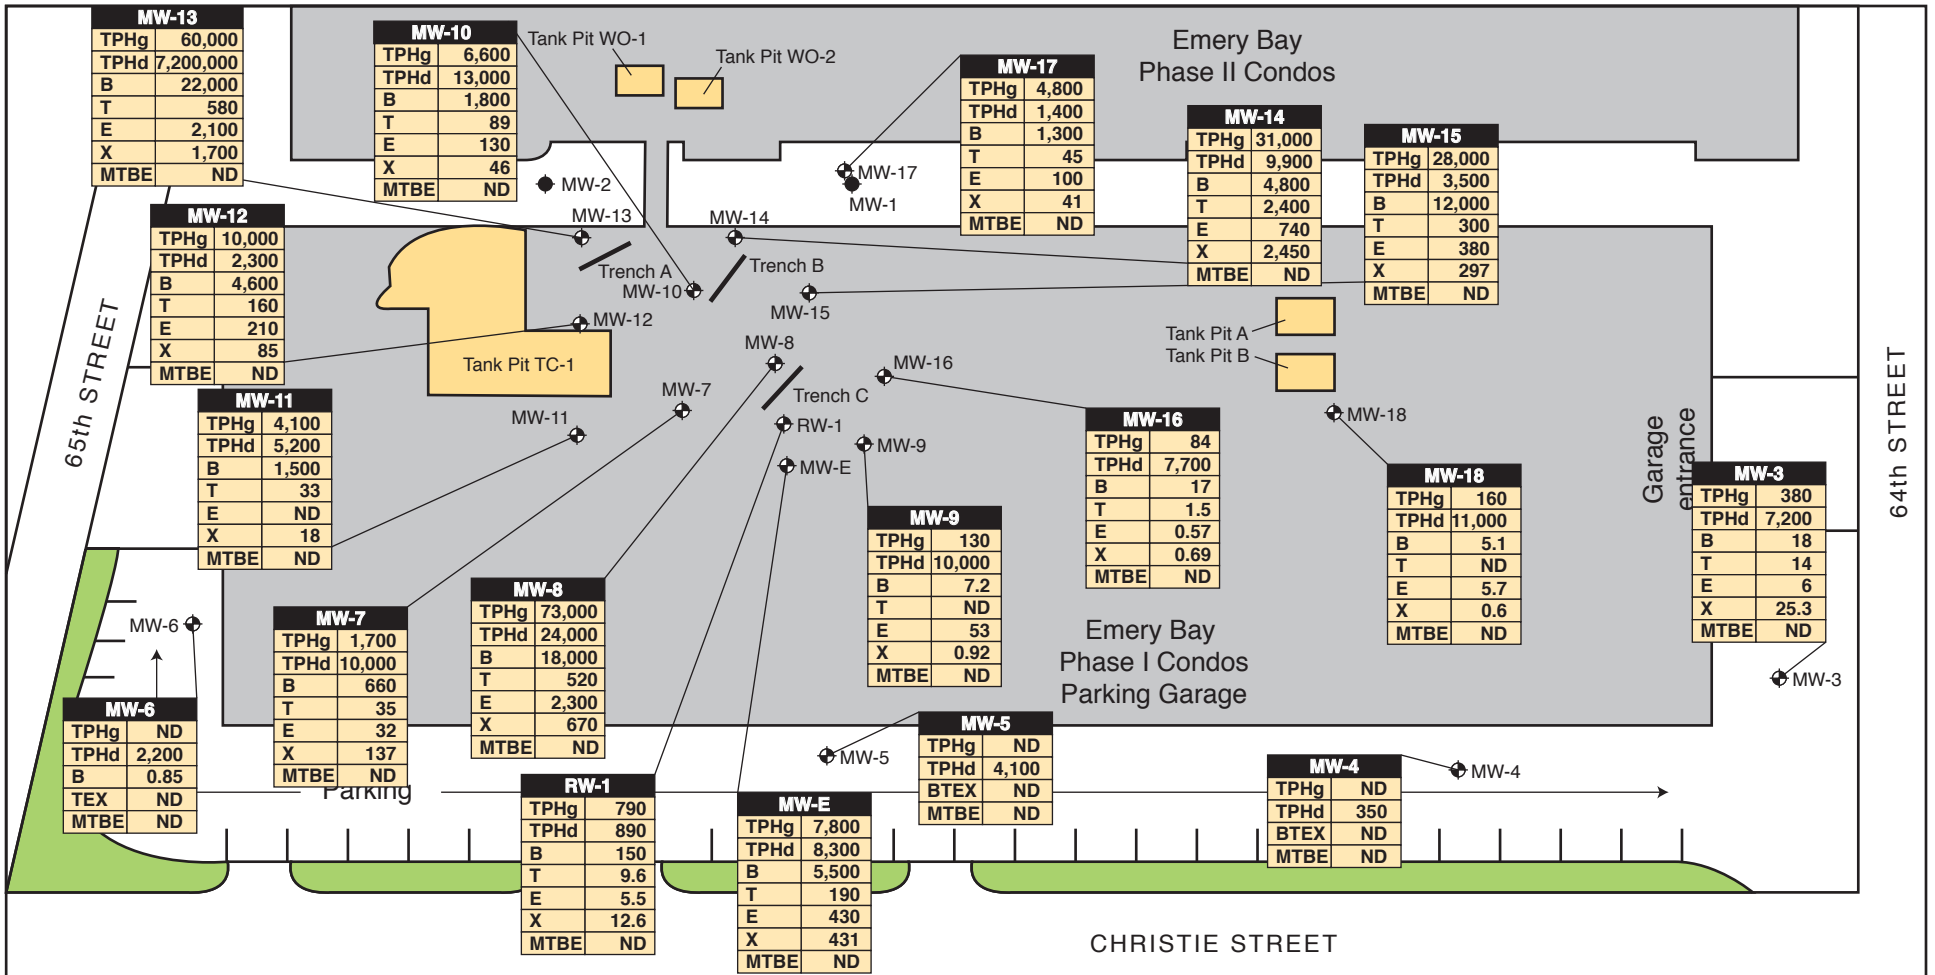 MW-13
TPHg 60,000
TPHd 7,200,000
B 22,000
T 580
E 2,100
X 1,700
MTBE ND
MW-10
TPHg 6,600
TPHd 13,000
B 1,800
T 89
E 130
X 46
MTBE ND
Tank Pit WO-1
Tank Pit WO-2
MW-17
TPHg 4,800
TPHd 1,400
B 1,300
T 45
E 100
X 41
MTBE ND
Emery Bay
Phase II Condos
MW-14
TPHg 31,000
TPHd 9,900
B 4,800
T 2,400
E 740
X 2,450
MTBE ND
MW-15
TPHg 28,000
TPHd 3,500
B 12,000
T 300
E 380
X 297
MTBE ND
MW-2
MW-17
MW-1
MW-12
TPHg 10,000
TPHd 2,300
B 4,600
T 160
E 210
X 85
MTBE ND
MW-13
MW-14
Trench A
Trench B
MW-10
MW-15
MW-12
Tank Pit TC-1
MW-8
MW-16
MW-7
Trench C
MW-11
RW-1
MW-9
MW-E
Tank Pit A
Tank Pit B
MW-18
65th STREET
64th STREET
Garage
entrance
MW-11
TPHg 4,100
TPHd 5,200
B 1,500
T 33
E ND
X 18
MTBE ND
MW-16
TPHg 84
TPHd 7,700
B 17
T 1.5
E 0.57
X 0.69
MTBE ND
MW-18
TPHg 160
TPHd 11,000
B 5.1
T ND
E 5.7
X 0.6
MTBE ND
MW-3
TPHg 380
TPHd 7,200
B 18
T 14
E 6
X 25.3
MTBE ND
MW-9
TPHg 130
TPHd 10,000
B 7.2
T ND
E 53
X 0.92
MTBE ND
MW-8
TPHg 73,000
TPHd 24,000
B 18,000
T 520
E 2,300
X 670
MTBE ND
MW-7
TPHg 1,700
TPHd 10,000
B 660
T 35
E 32
X 137
MTBE ND
MW-6
Emery Bay
Phase I Condos
Parking Garage
MW-3
MW-6
TPHg ND
TPHd 2,200
B 0.85
TEX ND
MTBE ND
Parking
MW-5
MW-5
TPHg ND
TPHd 4,100
BTEX ND
MTBE ND
MW-4
TPHg ND
TPHd 350
BTEX ND
MTBE ND
MW-4
RW-1
TPHg 790
TPHd 890
B 150
T 9.6
E 5.5
X 12.6
MTBE ND
MW-E
TPHg 7,800
TPHd 8,300
B 5,500
T 190
E 430
X 431
MTBE ND
CHRISTIE STREET